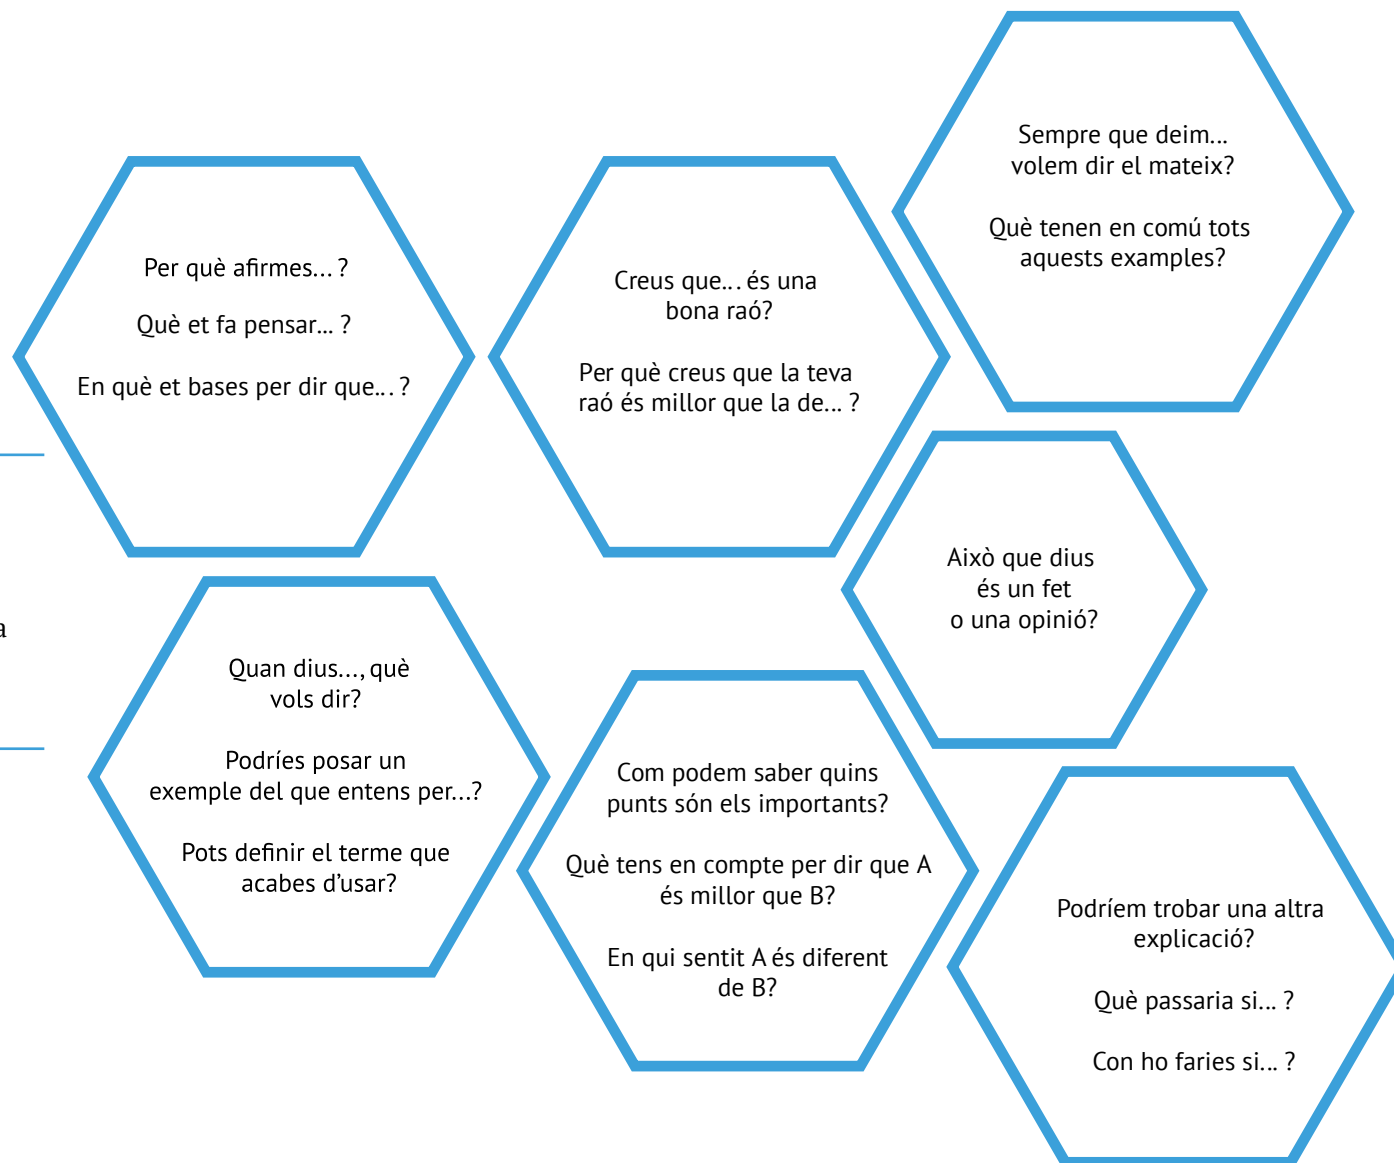 Per què afirmes... ?
Què et fa pensar... ?
En què et bases per dir que... ?
Creus que... és una
bona raó?
Per què creus que la teva
raó és millor que la de... ?
Sempre que deim...
volem dir el mateix?
Què tenen en comú tots
aquests examples?
Això que dius
és un fet
o una opinió?
a
Quan dius..., què
vols dir?
Podríes posar un
exemple del que entens per...?
Pots definir el terme que
acabes d'usar?
Com podem saber quins
punts són els importants?
Què tens en compte per dir que A
és millor que B?
En qui sentit A és diferent
de B?
Podríem trobar una altra
explicació?
Què passaria si... ?
Con ho faries si... ?